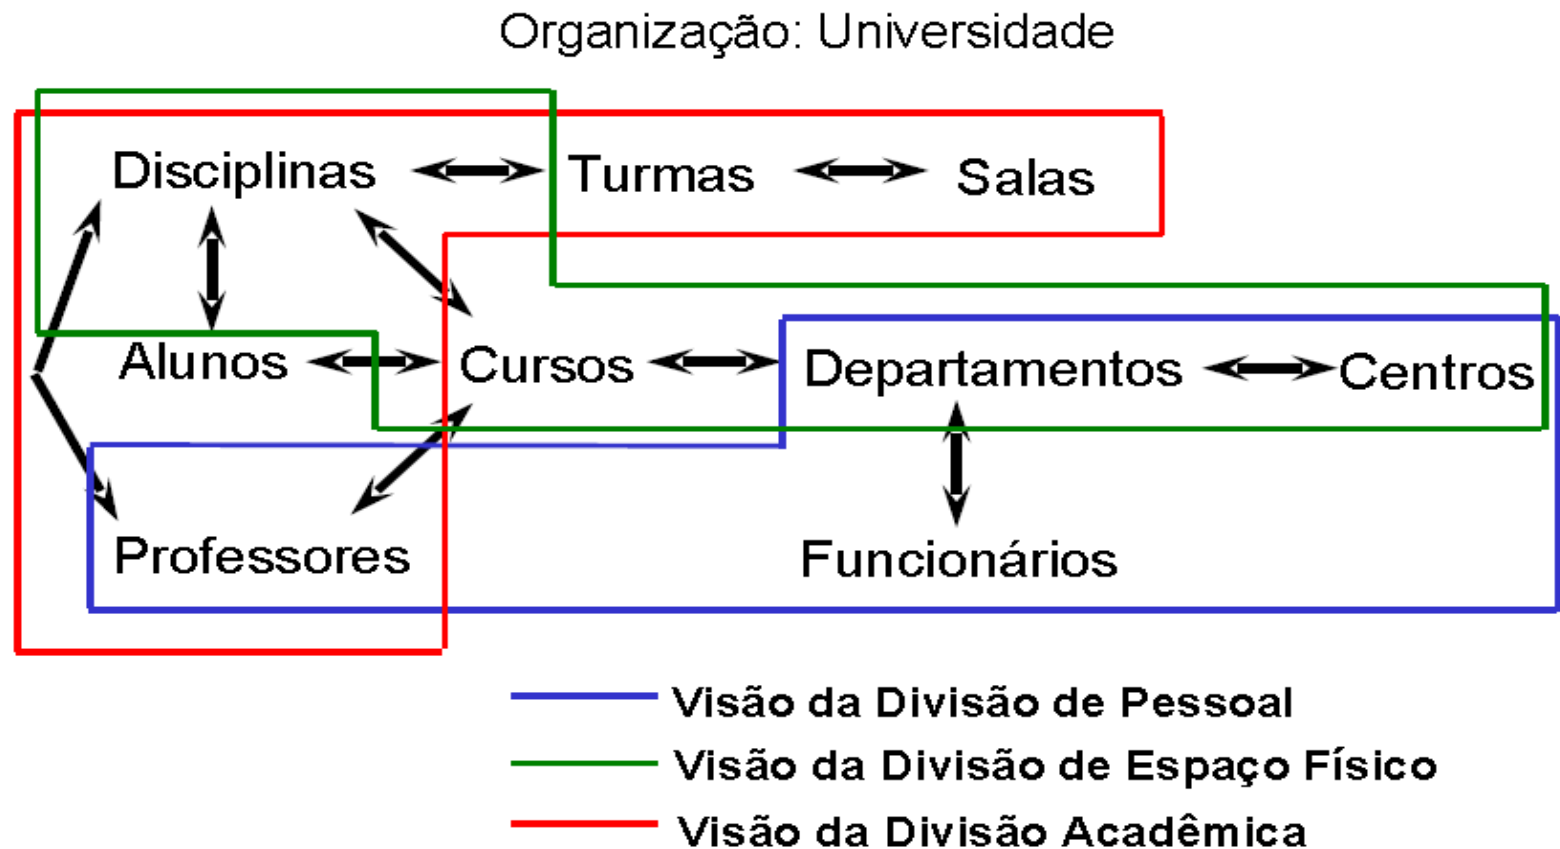 Organização: Universidade
Disciplinas Turmas Salas
Alunos Cursos Departamentos Centros
Professores Funcionários
Visão da Divisão de Pessoal
Visão da Divisão de Espaço Físico
Visão da Divisão Acadêmica